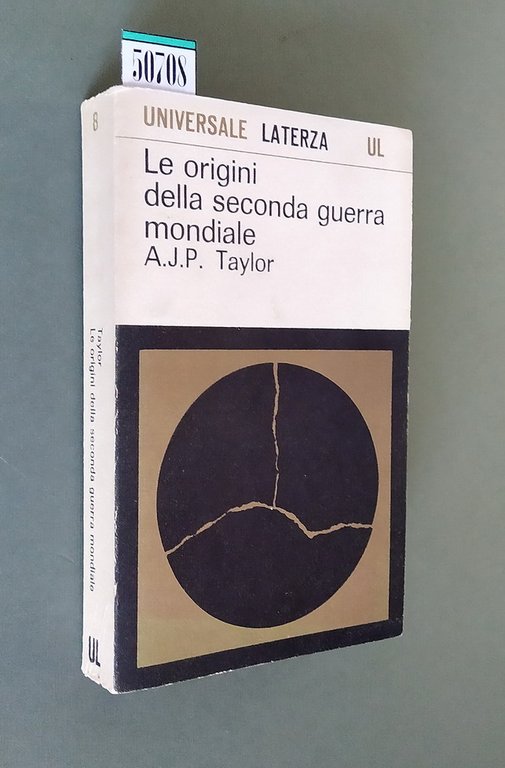 50708
UNIVERSALE LATERZA UL
Le origini
della seconda guerra
mondiale
A.J.P. Taylor
8
Taylor
Le origini della seconda guerra mondiale
UL